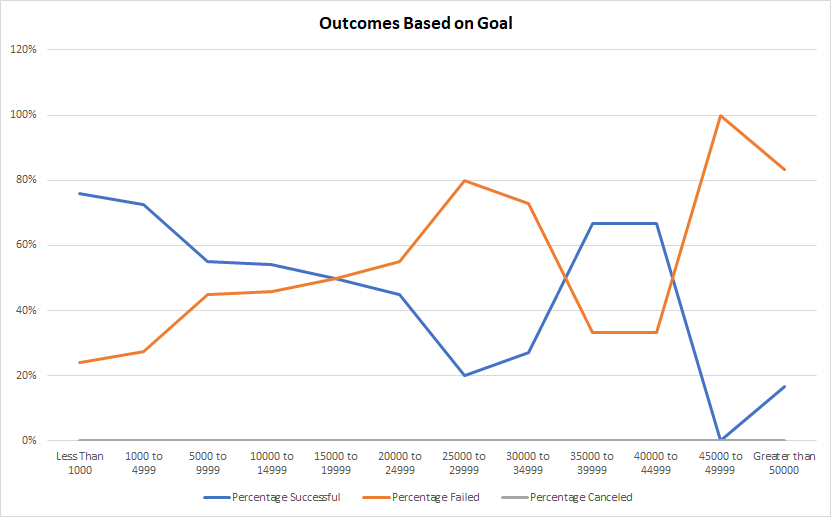 Outcomes Based on Goal
120%
100%
80%
60%
40%
20%
0%
Less Than 1000 to 5000 to 10000 to 15000 to 20000 to 25000 to 30000 to 35000 to 40000 to 45000 to Greater than
1000 4999 9999 14999 19999 24999 29999 34999 39999 44999 49999 50000
Percentage Successful Percentage Failed Percentage Canceled